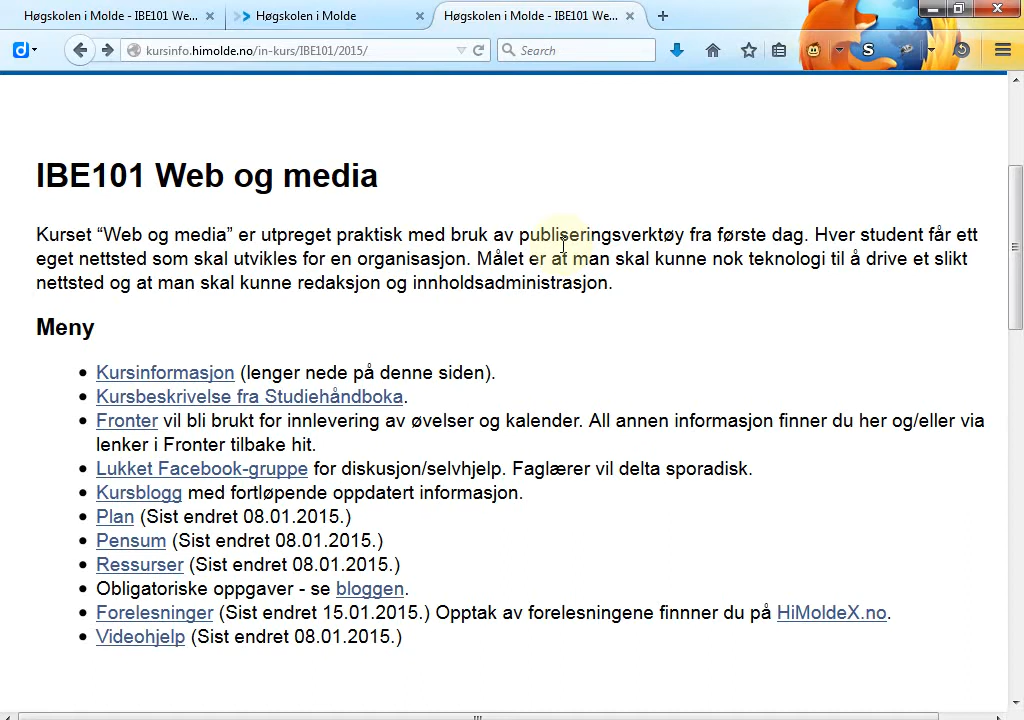 Høgskolen i Molde - IBE101 We... Høgskolen i Molde Høgskolen i Molde - IBE101 We...
kursinfo.himolde.no/in-kurs/IBE101/2015/ Search
IBE101 Web og media
Kurset “Web og media” er utpreget praktisk med bruk av publiseringsverktøy fra første dag. Hver student får ett
eget nettsted som skal utvikles for en organisasjon. Målet er at man skal kunne nok teknologi til å drive et slikt
nettsted og at man skal kunne redaksjon og innholdsadministrasjon.
Meny
Kursinformasjon (lenger nede på denne siden).
Kursbeskrivelse fra Studiehåndboka.
Fronter vil bli brukt for innlevering av øvelser og kalender. All annen informasjon finner du her og/eller via
lenker i Fronter tilbake hit.
Lukket Facebook-gruppe for diskusjon/selvhjelp. Faglærer vil delta sporadisk.
Kursblogg med fortløpende oppdatert informasjon.
Plan (Sist endret 08.01.2015.)
Pensum (Sist endret 08.01.2015.)
Ressurser (Sist endret 08.01.2015.)
Obligatoriske oppgaver - se bloggen.
Forelesninger (Sist endret 15.01.2015.) Opptak av forelesningene finnner du på HiMoldeX.no.
Videohjelp (Sist endret 08.01.2015.)